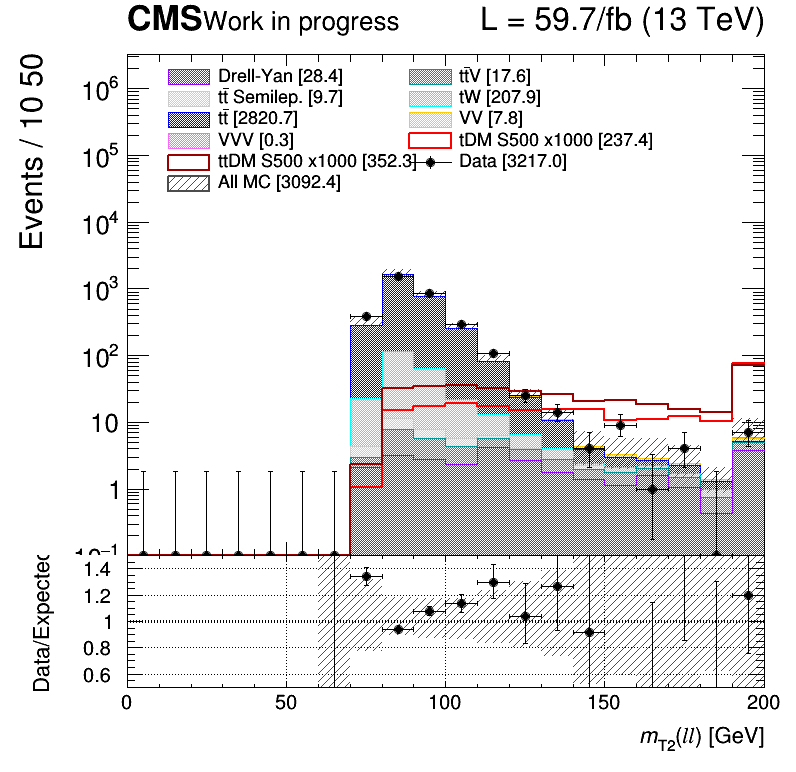 CMS Work in progress L = 59.7/fb (13 TeV)
Events / 10 50
Drell-Yan [28.4] tt̄V [17.6]
tt̄ Semilep. [9.7] tW [207.9]
tt̄ [2820.7] VV [7.8]
VVV [0.3] tDM S500 x1000 [237.4]
ttDM S500 x1000 [352.3] Data [3217.0]
All MC [3092.4]
10⁶
10⁵
10⁴
10³
10²
10
1
10⁻¹
Data/Expected
1.4
1.2
1
0.8
0.6
0 50 100 150 200
m_T2(ll) [GeV]